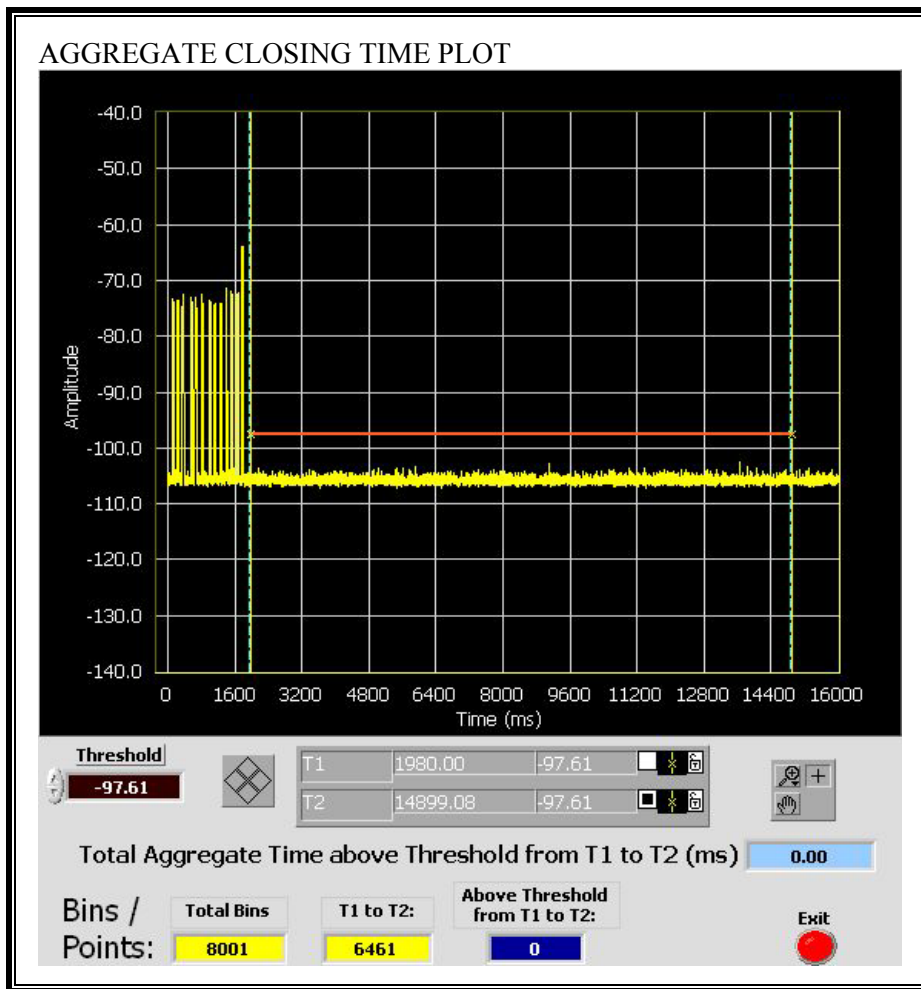 AGGREGATE CLOSING TIME PLOT
-40.0
-50.0
-60.0
-70.0
-80.0
-90.0
-100.0
-110.0
-120.0
-130.0
-140.0
Amplitude
0 1600 3200 4800 6400 8000 9600 11200 12800 14400 16000
Time (ms)
Threshold
-97.61
T1 1980.00 -97.61
T2 14899.08 -97.61
Total Aggregate Time above Threshold from T1 to T2 (ms) 0.00
Bins /
Points:
Total Bins
8001
T1 to T2:
6461
Above Threshold
from T1 to T2:
0
Exit